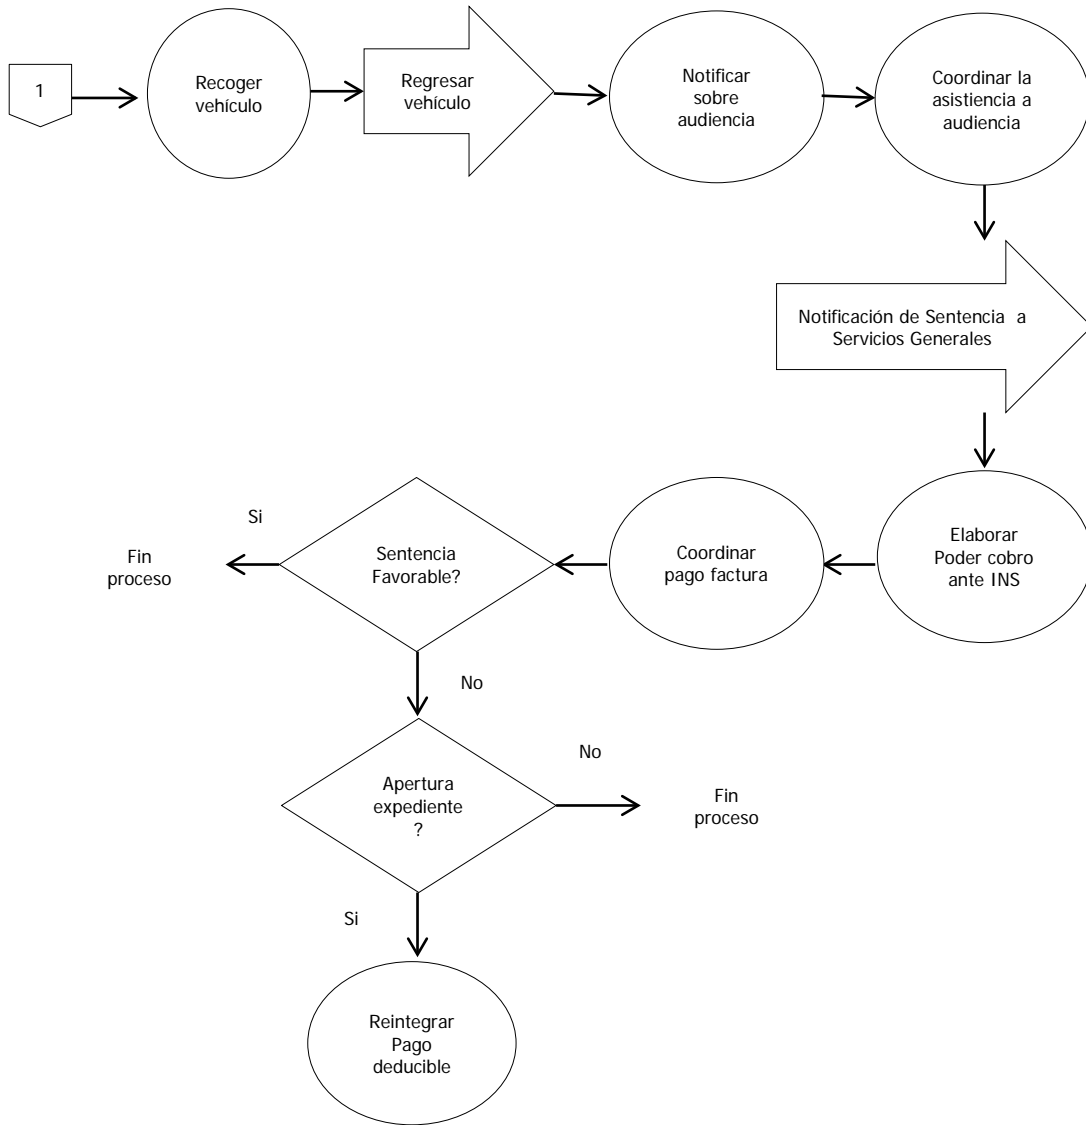 1
Recoger
vehículo
Regresar
vehículo
Notificar
sobre
audiencia
Coordinar la
asistiencia a
audiencia
Notificación de Sentencia a
Servicios Generales
Elaborar
Poder cobro
ante INS
Coordinar
pago factura
Sentencia
Favorable?
Si
Fin
proceso
No
Apertura
expediente
?
No
Fin
proceso
Si
Reintegrar
Pago
deducible